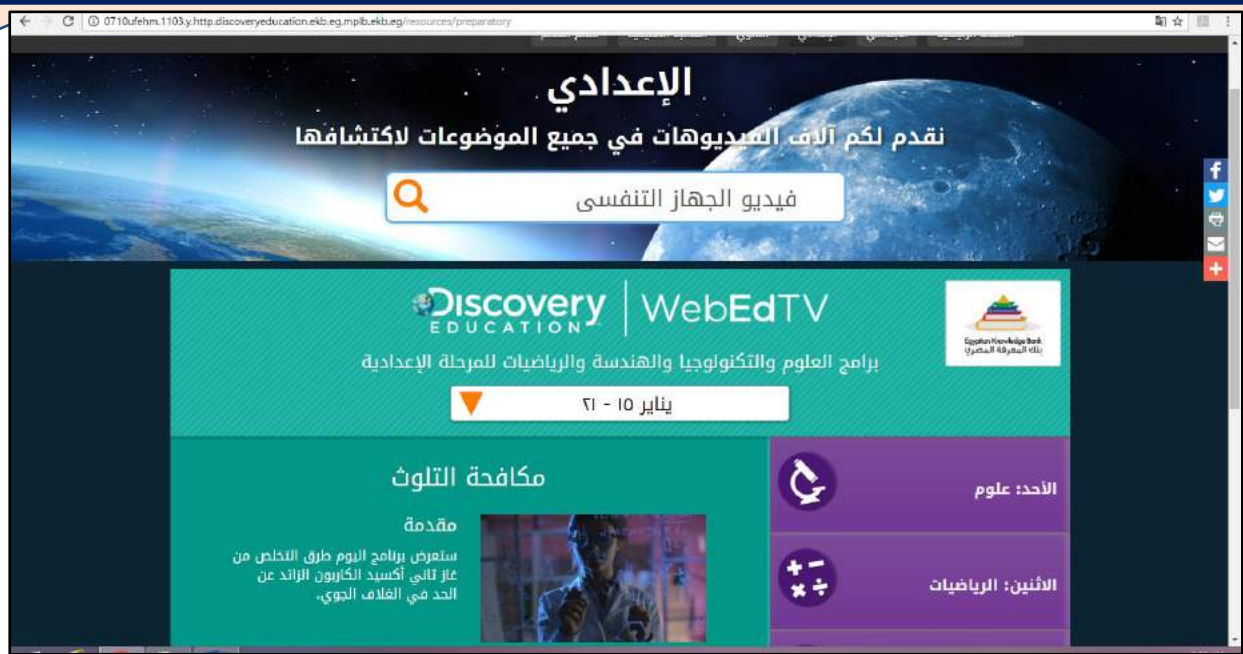 0710ufehm.1103.y.http.discoveryeducation.ekb.eg.mplb.ekb.eg/resources/preparatory
الإعدادي
نقدم لكم آلاف الفيديوهات في جميع الموضوعات لاكتشافها
فيديو الجهاز التنفسى
Discovery EDUCATION | WebEdTV
Egyptian Knowledge Bank
بنك المعرفة المصري
برامج العلوم والتكنولوجيا والهندسة والرياضيات للمرحلة الإعدادية
يناير ١٥ - ٢١
الأحد: علوم
مكافحة التلوث
مقدمة
ستعرض برنامج اليوم طرق التخلص من
غاز ثاني أكسيد الكاربون الزائد عن
الحد في الغلاف الجوي.
الاثنين: الرياضيات